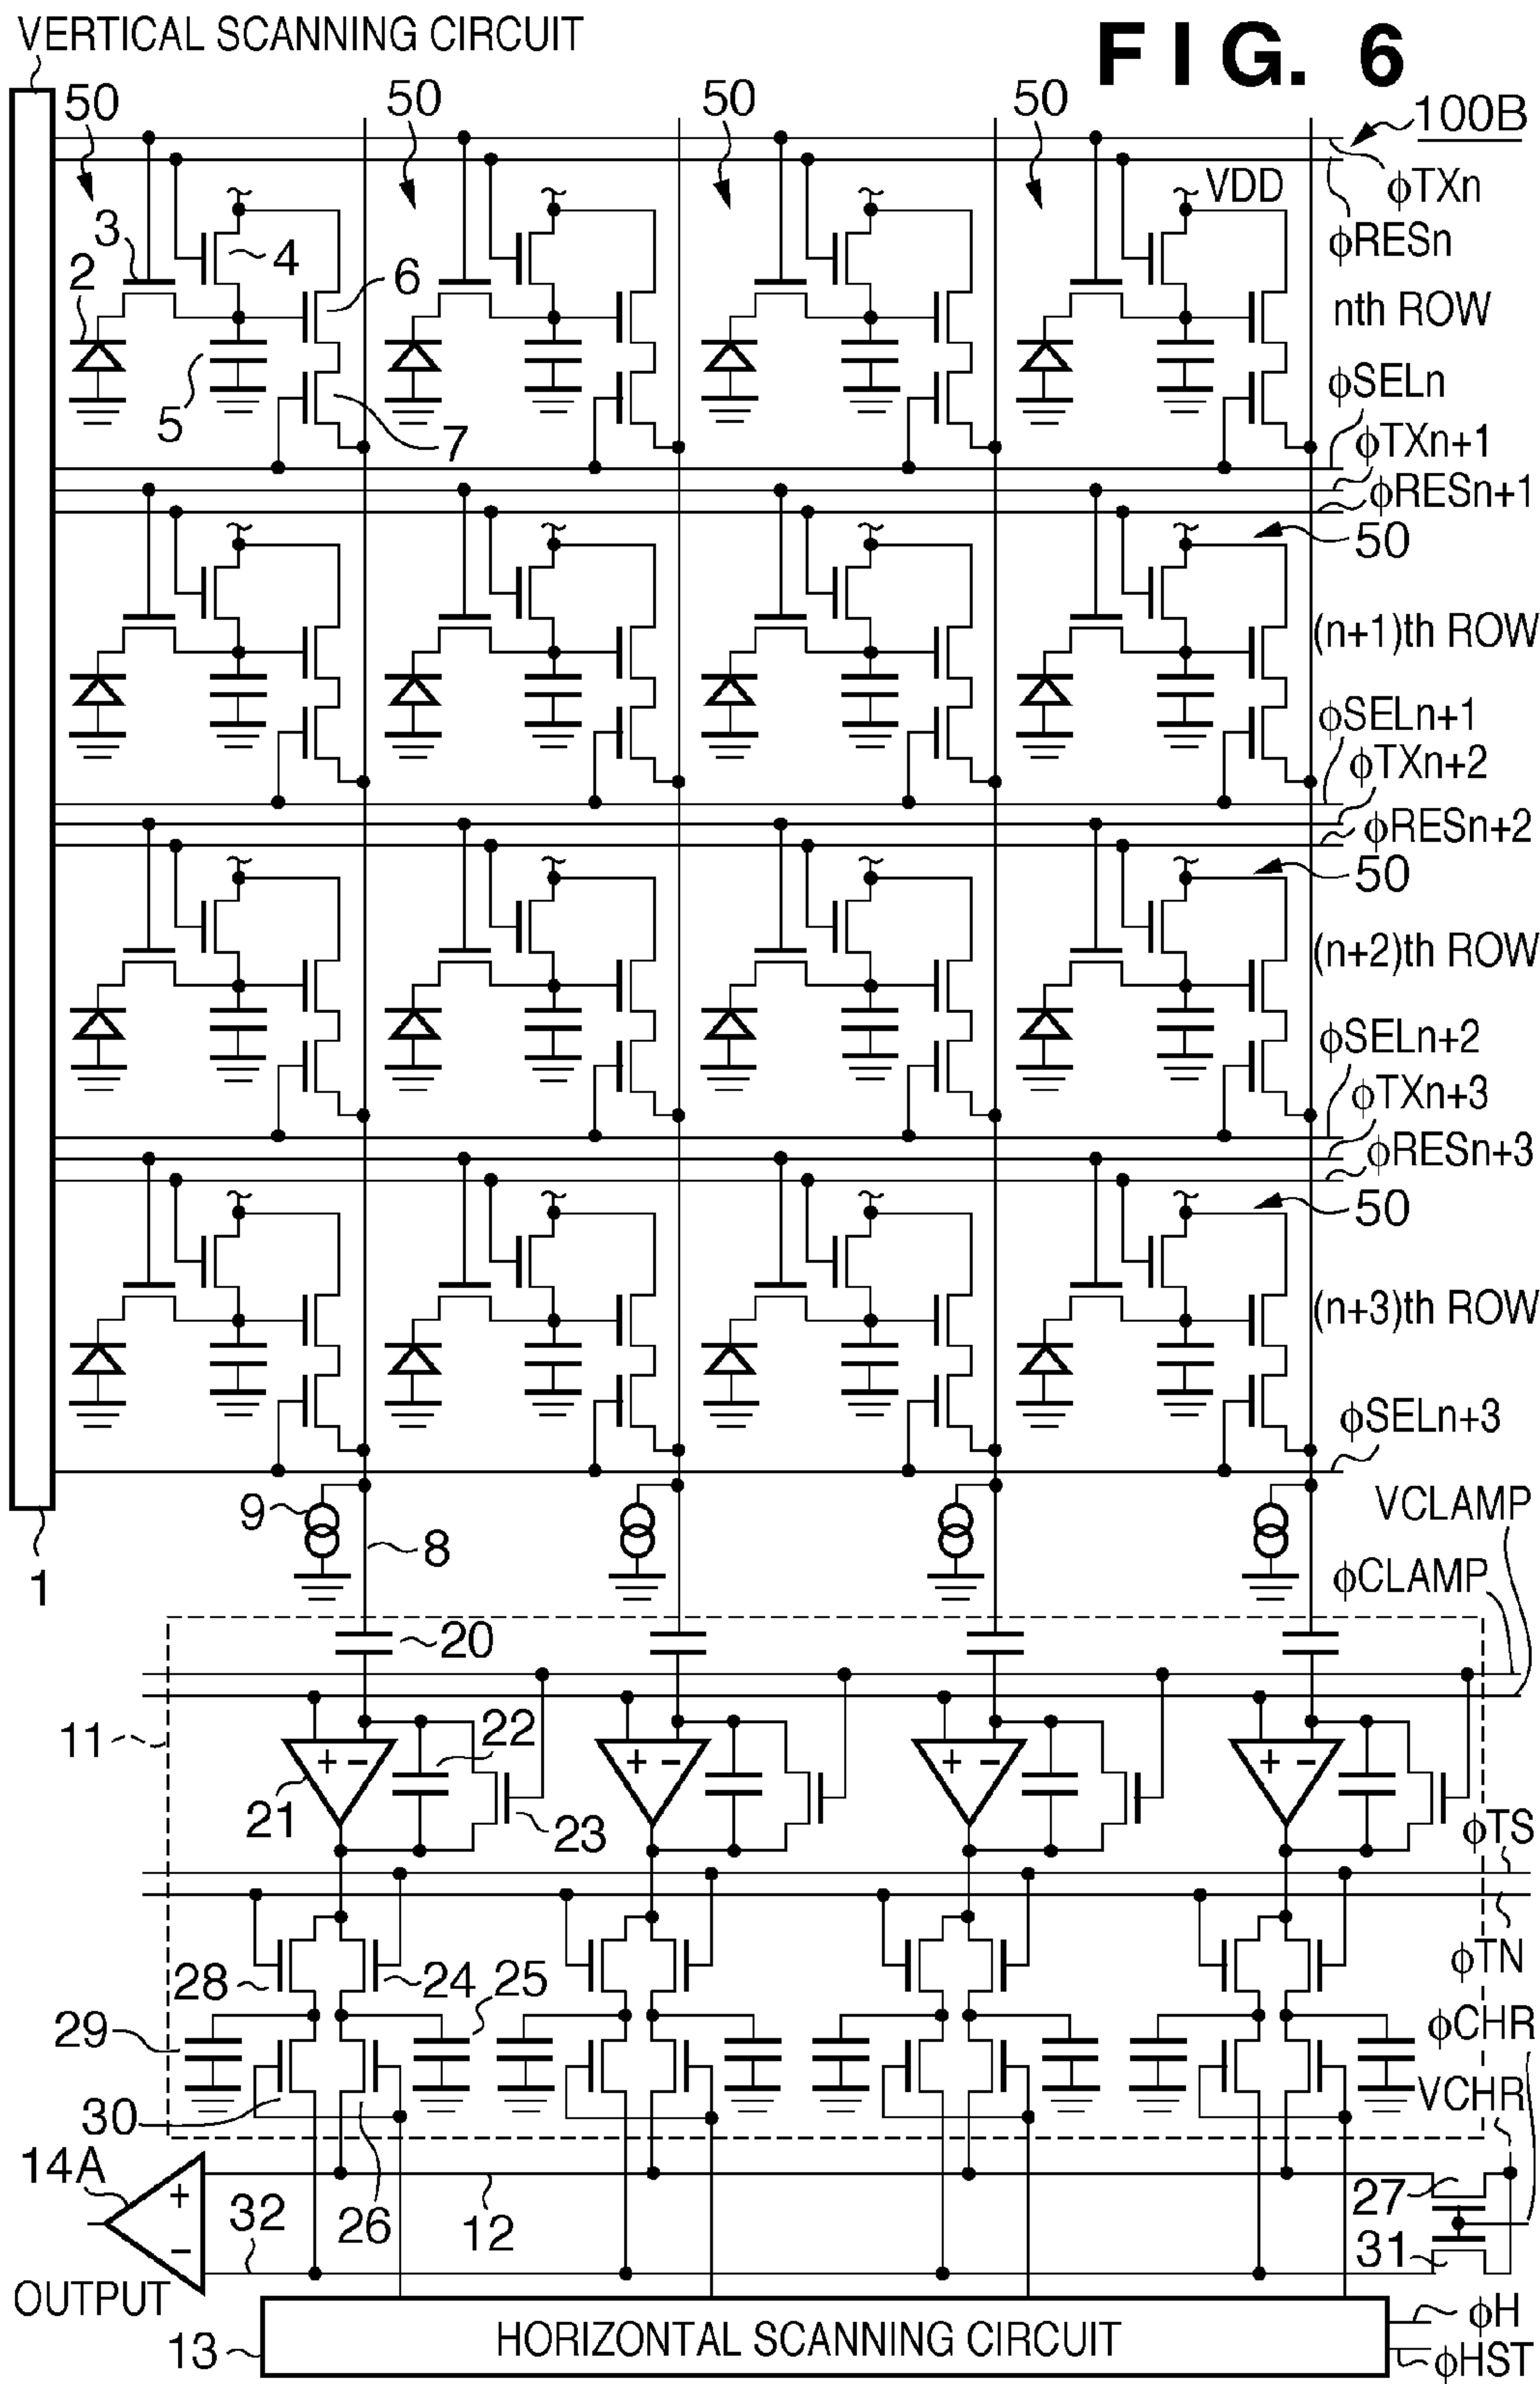 VERTICAL SCANNING CIRCUIT
FIG. 6
50 50 50 50 100B
VDD
ϕTXn
ϕRESn
3
4
2
6
nth ROW
5
7
ϕSELn
ϕTXn+1
ϕRESn+1
50
(n+1)th ROW
ϕSELn+1
ϕTXn+2
ϕRESn+2
50
(n+2)th ROW
ϕSELn+2
ϕTXn+3
ϕRESn+3
50
(n+3)th ROW
ϕSELn+3
9
8
1
VCLAMP
ϕCLAMP
20
11
+ − + − + − + −
22
21
23
ϕTS
28
24
25
ϕTN
29
ϕCHR
30
VCHR
14A
+
−
32
26
12
27
31
OUTPUT
13
HORIZONTAL SCANNING CIRCUIT
ϕH
ϕHST